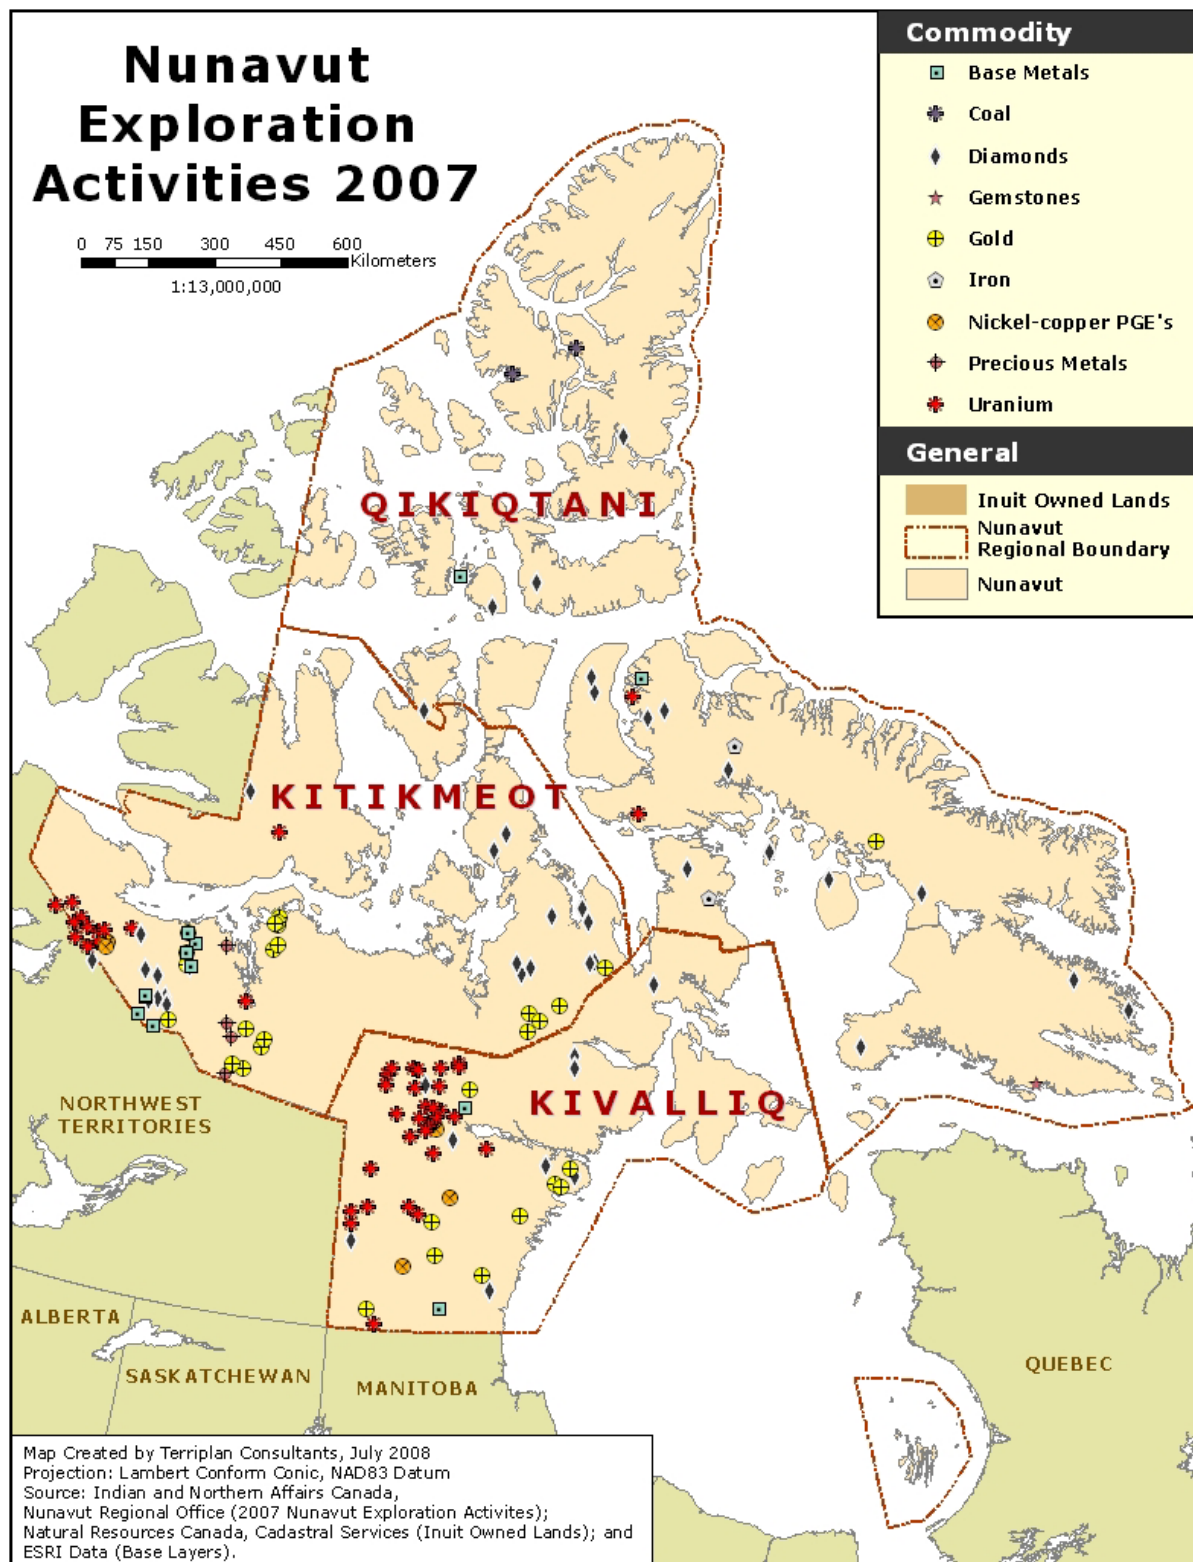 Nunavut
Exploration
Activities 2007
0 75 150 300 450 600
Kilometers
1:13,000,000
Commodity
Base Metals
Coal
Diamonds
Gemstones
Gold
Iron
Nickel-copper PGE's
Precious Metals
Uranium
General
Inuit Owned Lands
Nunavut
Regional Boundary
Nunavut
QIKIQTANI
KITIKMEOT
KIVALLIQ
NORTHWEST
TERRITORIES
ALBERTA
SASKATCHEWAN
MANITOBA
QUEBEC
Map Created by Terriplan Consultants, July 2008
Projection: Lambert Conform Conic, NAD83 Datum
Source: Indian and Northern Affairs Canada,
Nunavut Regional Office (2007 Nunavut Exploration Activites);
Natural Resources Canada, Cadastral Services (Inuit Owned Lands); and
ESRI Data (Base Layers).